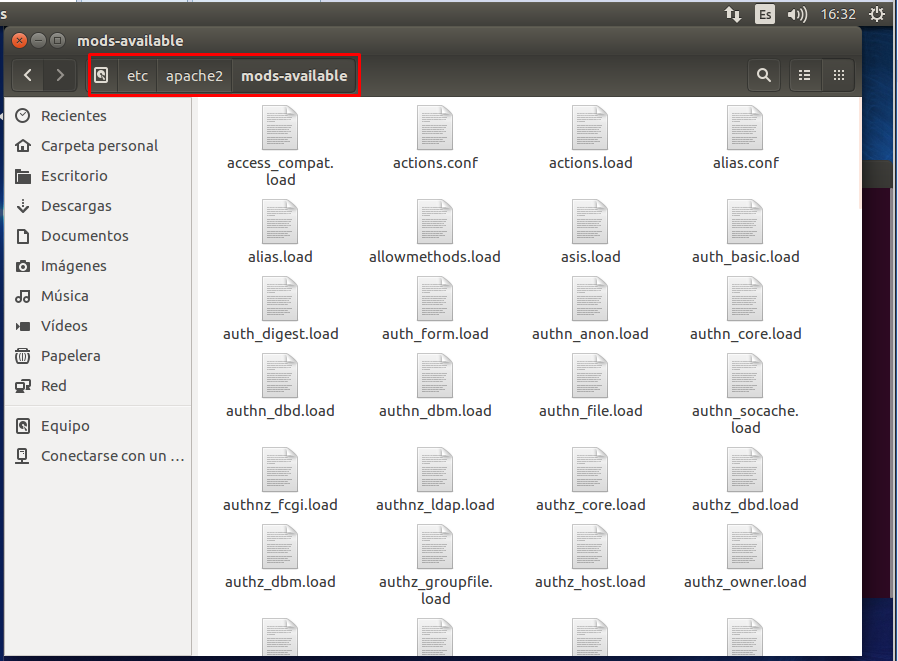 s
Es
16:32
mods-available
etc
apache2
mods-available
Recientes
Carpeta personal
Escritorio
Descargas
Documentos
Imágenes
Música
Vídeos
Papelera
Red
Equipo
Conectarse con un …
access_compat.
load
actions.conf
actions.load
alias.conf
alias.load
allowmethods.load
asis.load
auth_basic.load
auth_digest.load
auth_form.load
authn_anon.load
authn_core.load
authn_dbd.load
authn_dbm.load
authn_file.load
authn_socache.
load
authnz_fcgi.load
authnz_ldap.load
authz_core.load
authz_dbd.load
authz_dbm.load
authz_groupfile.
load
authz_host.load
authz_owner.load